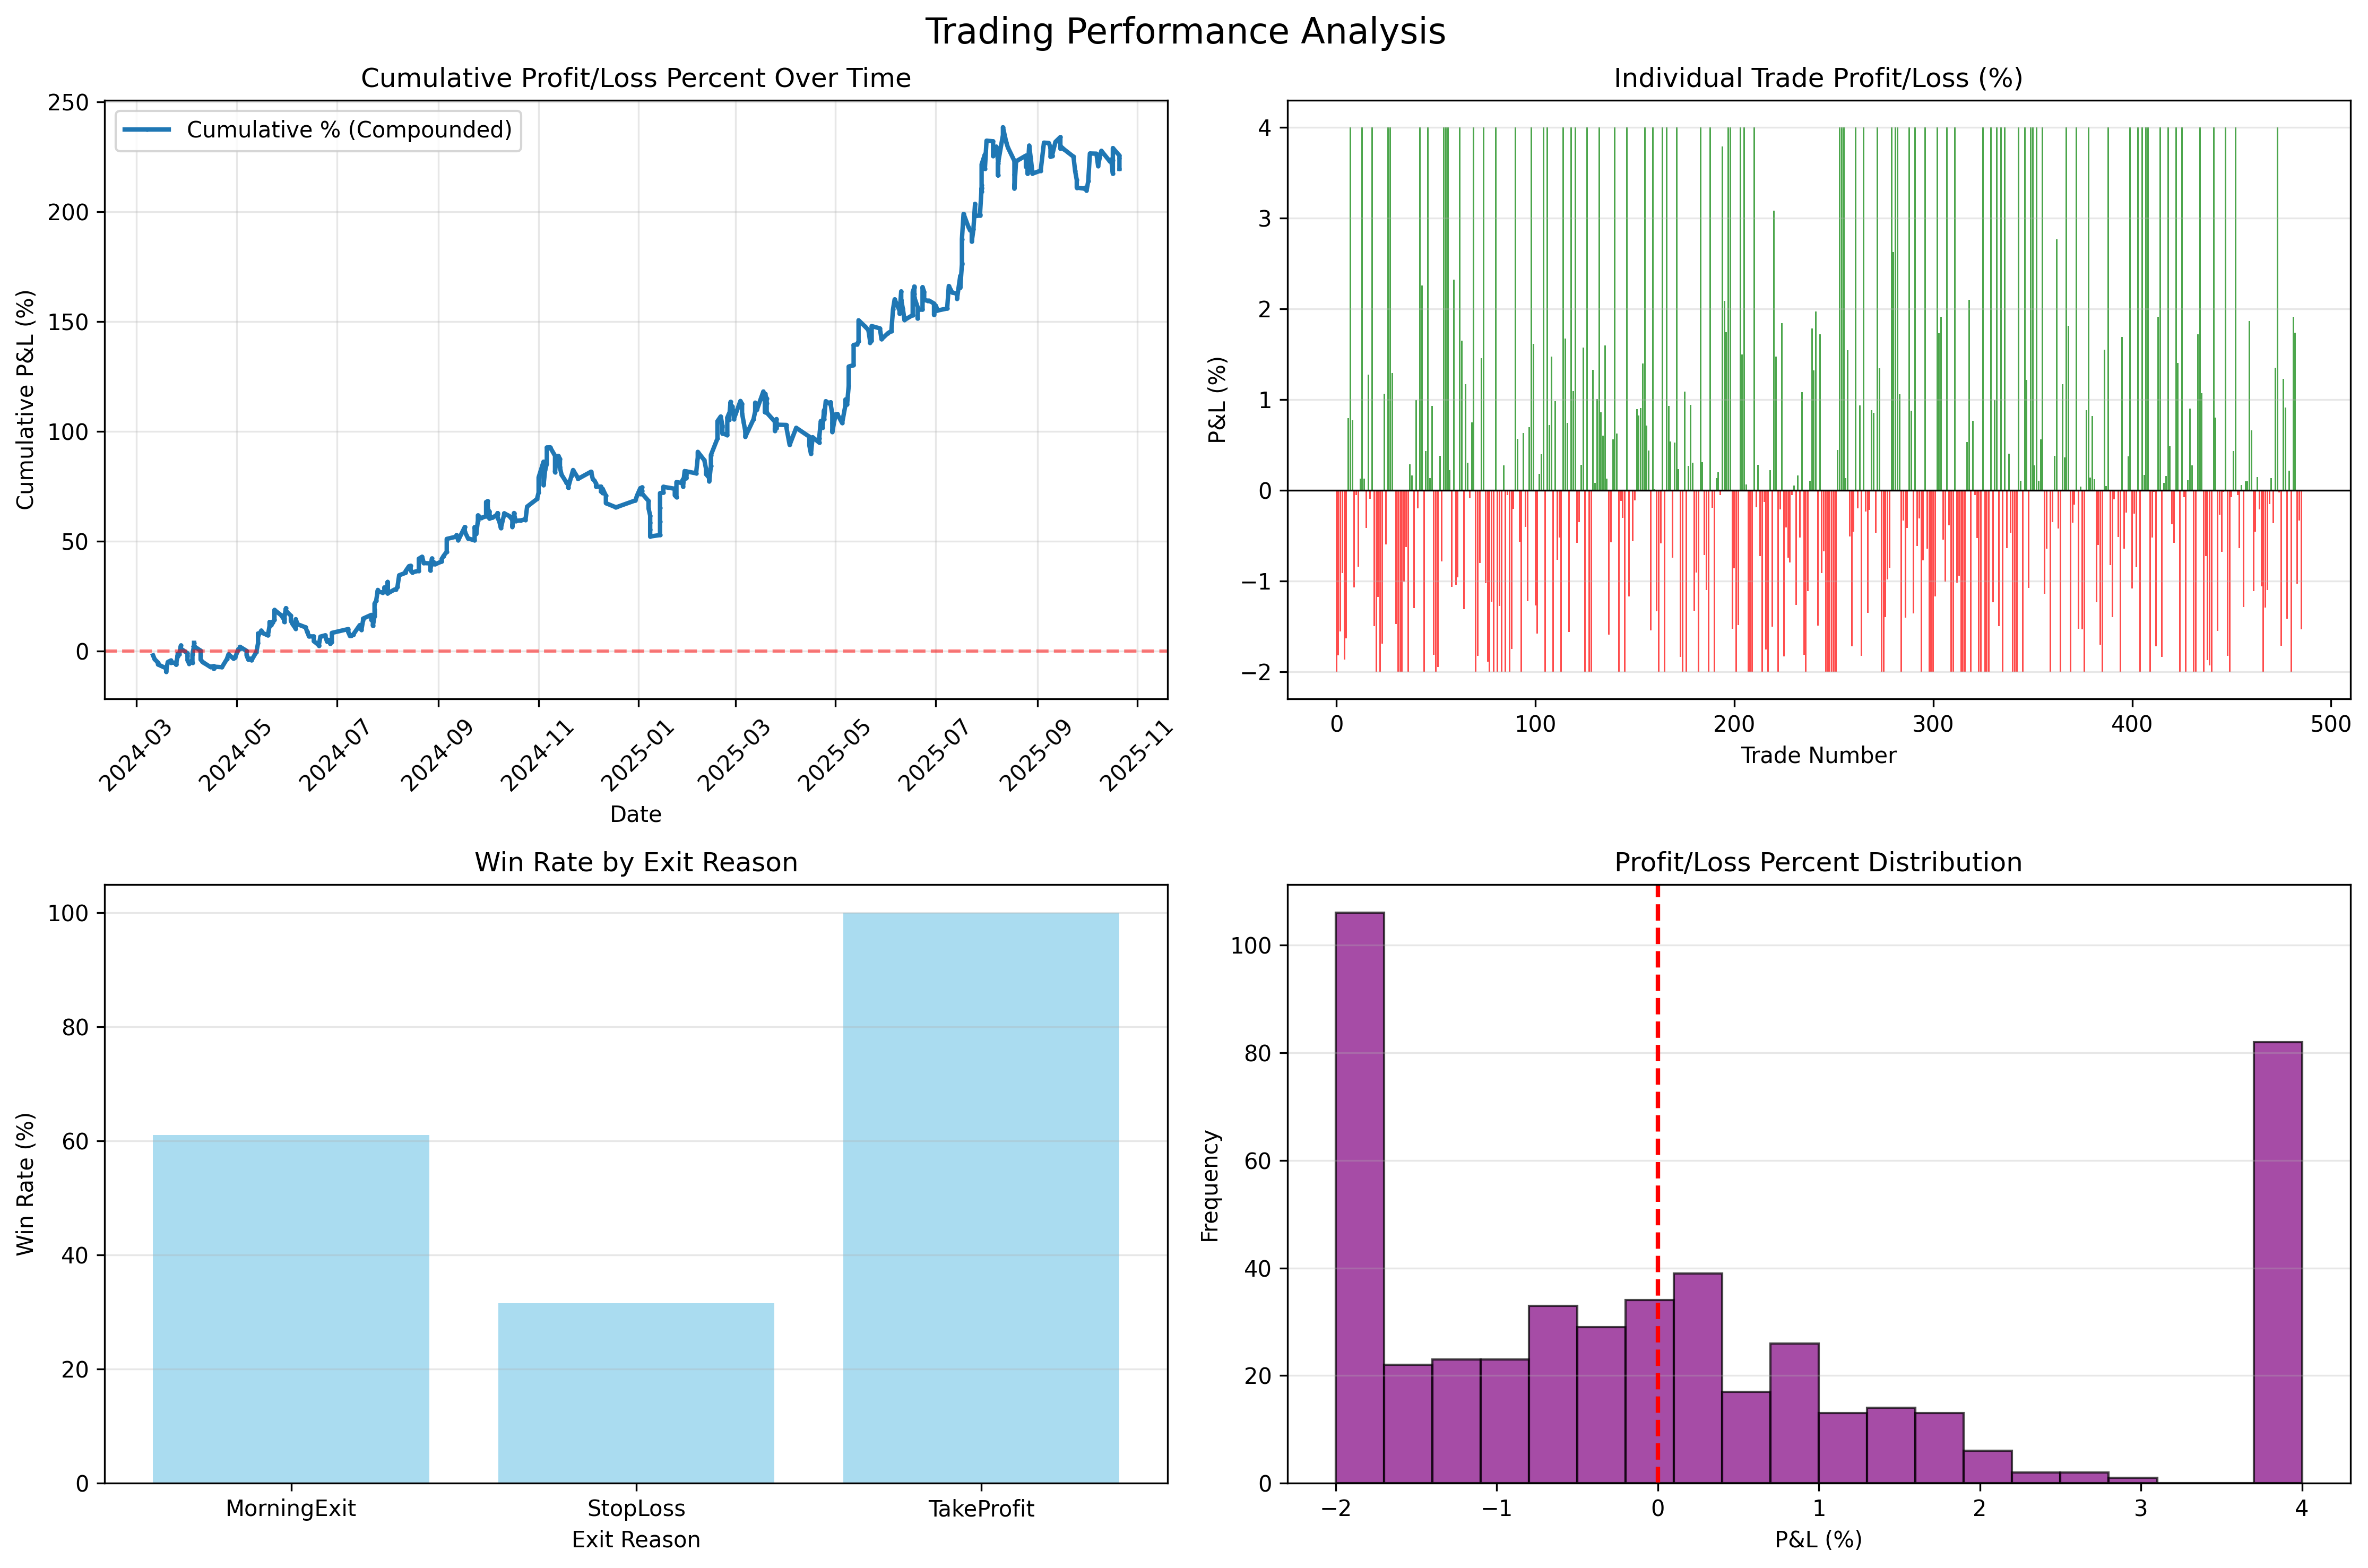 Trading Performance Analysis
Cumulative Profit/Loss Percent Over Time
Cumulative % (Compounded)
Cumulative P&L (%)
250
200
150
100
50
0
2024-03
2024-05
2024-07
2024-09
2024-11
2025-01
2025-03
2025-05
2025-07
2025-09
2025-11
Date
Individual Trade Profit/Loss (%)
P&L (%)
4
3
2
1
0
−1
−2
0
100
200
300
400
500
Trade Number
Win Rate by Exit Reason
Win Rate (%)
100
80
60
40
20
0
MorningExit
StopLoss
TakeProfit
Exit Reason
Profit/Loss Percent Distribution
Frequency
100
80
60
40
20
0
−2
−1
0
1
2
3
4
P&L (%)